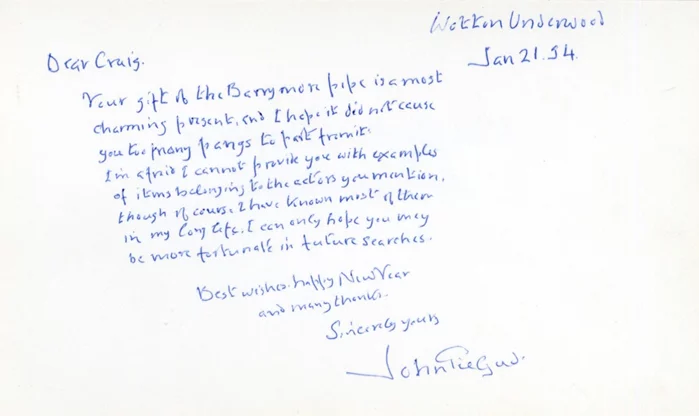 Wotton Underwood
Jan 21. 94.
Dear Craig.
Your gift of the Barrymore pipe is a most
charming present, and I hope it did not cause
you too many pangs to part from it.
I'm afraid I cannot provide you with examples
of items belonging to the actors you mention,
though of course I have known most of them
in my long life. I can only hope you may
be more fortunate in future searches.
Best wishes. happy New Year
and many thanks.
Sincerely yours
John Gielgud.